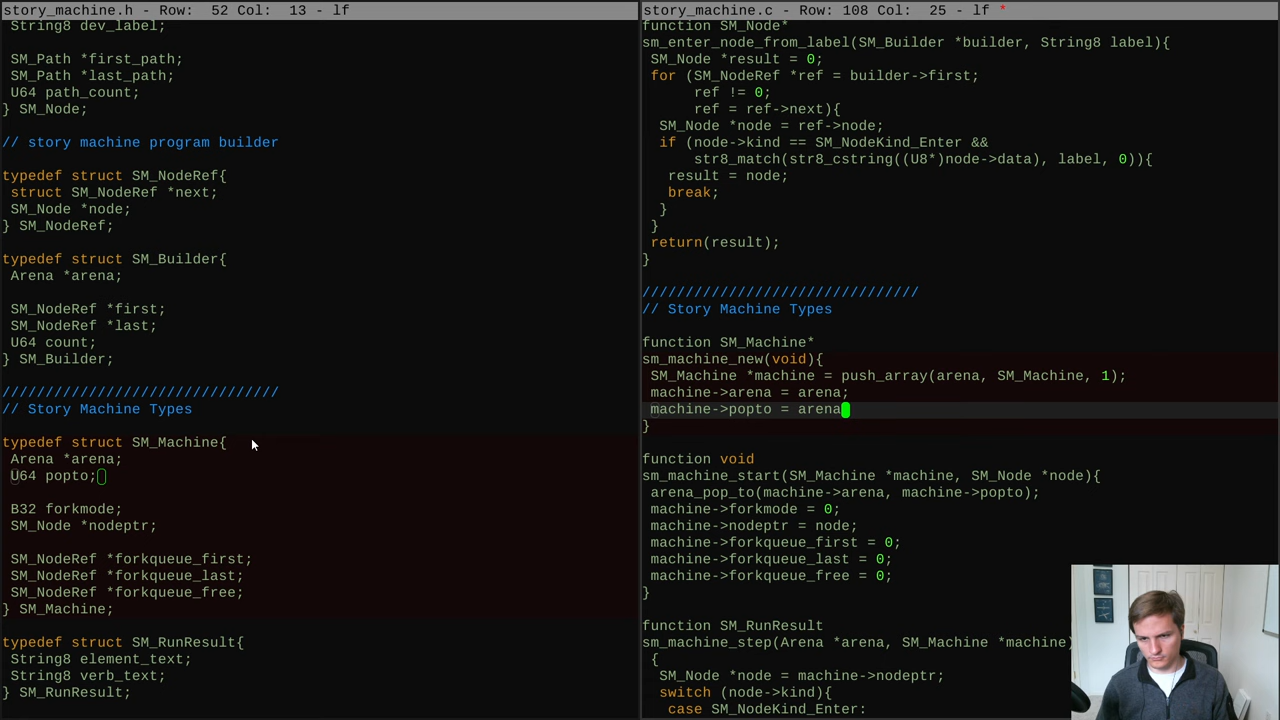 story_machine.h - Row:  52 Col:  13 - lf
 String8 dev_label;
 SM_Path *first_path;
 SM_Path *last_path;
 U64 path_count;
} SM_Node;
// story machine program builder
typedef struct SM_NodeRef{
 struct SM_NodeRef *next;
 SM_Node *node;
} SM_NodeRef;
typedef struct SM_Builder{
 Arena *arena;
 SM_NodeRef *first;
 SM_NodeRef *last;
 U64 count;
} SM_Builder;
////////////////////////////////
// Story Machine Types
typedef struct SM_Machine{
 Arena *arena;
 U64 popto;
 B32 forkmode;
 SM_Node *nodeptr;
 SM_NodeRef *forkqueue_first;
 SM_NodeRef *forkqueue_last;
 SM_NodeRef *forkqueue_free;
} SM_Machine;
typedef struct SM_RunResult{
 String8 element_text;
 String8 verb_text;
} SM_RunResult;
story_machine.c - Row: 108 Col:  25 - lf *
function SM_Node*
sm_enter_node_from_label(SM_Builder *builder, String8 label){
 SM_Node *result = 0;
 for (SM_NodeRef *ref = builder->first;
      ref != 0;
      ref = ref->next){
  SM_Node *node = ref->node;
  if (node->kind == SM_NodeKind_Enter &&
      str8_match(str8_cstring((U8*)node->data), label, 0)){
   result = node;
   break;
  }
 }
 return(result);
}
////////////////////////////////
// Story Machine Types
function SM_Machine*
sm_machine_new(void){
 SM_Machine *machine = push_array(arena, SM_Machine, 1);
 machine->arena = arena;
 machine->popto = arena
}
function void
sm_machine_start(SM_Machine *machine, SM_Node *node){
 arena_pop_to(machine->arena, machine->popto);
 machine->forkmode = 0;
 machine->nodeptr = node;
 machine->forkqueue_first = 0;
 machine->forkqueue_last = 0;
 machine->forkqueue_free = 0;
}
function SM_RunResult
sm_machine_step(Arena *arena, SM_Machine *machine)
 {
  SM_Node *node = machine->nodeptr;
  switch (node->kind){
   case SM_NodeKind_Enter: